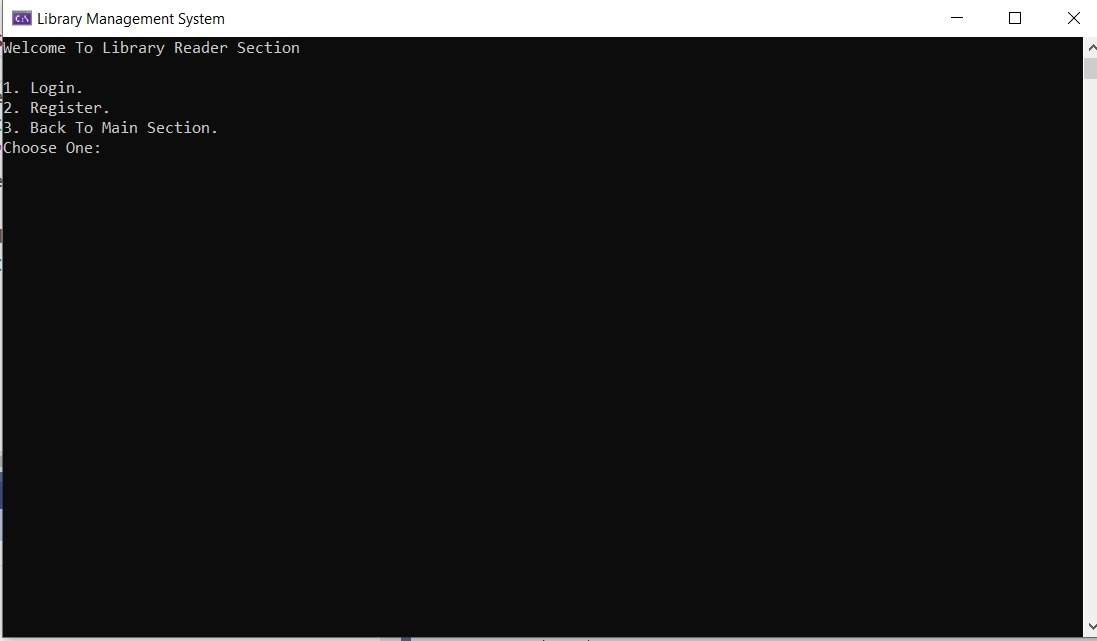 Library Management System
Welcome To Library Reader Section
1. Login.
2. Register.
3. Back To Main Section.
Choose One: